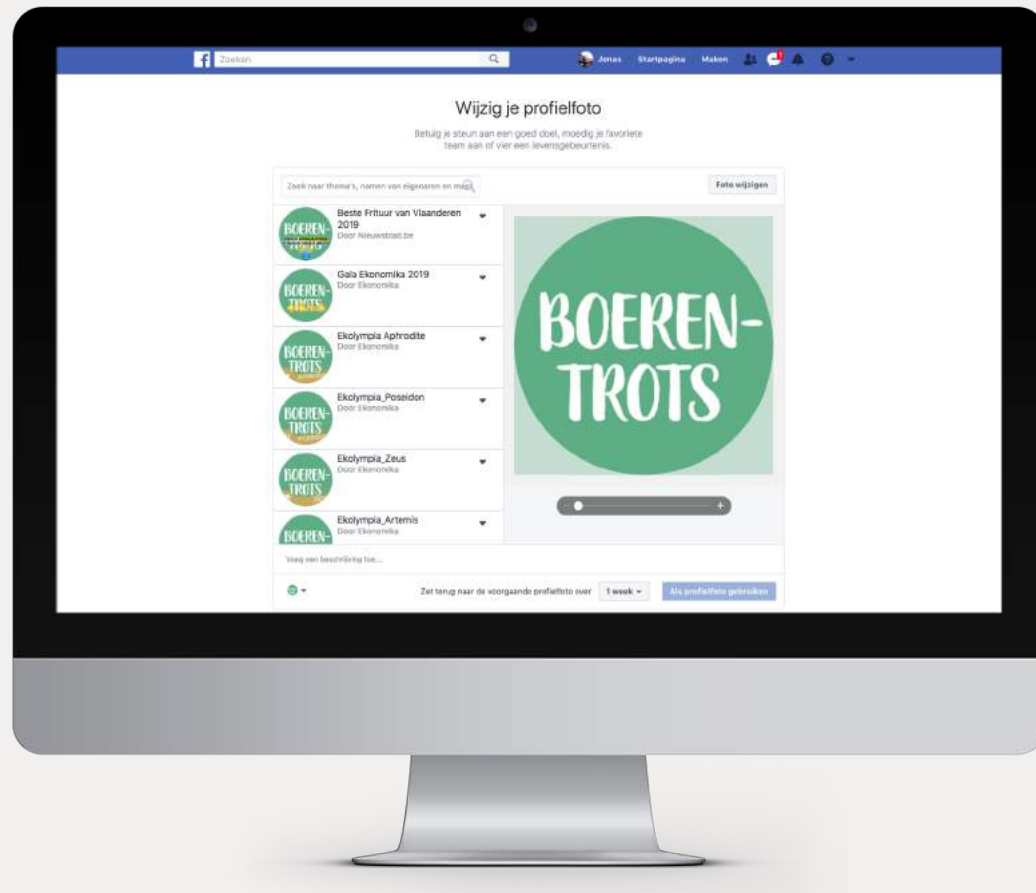 Zoeken
Jonas Startpagina Maken
1
Wijzig je profielfoto
Betuig je steun aan een goed doel, moedig je favoriete
team aan of vier een levensgebeurtenis.
Zoek naar thema's, namen van eigenaren en
Foto wijzigen
Beste Frituur van Vlaanderen
2019
Door Nieuwsblad.be
BOEREN-
Gala Ekonomika 2019
Door Ekonomika
BOEREN-
TROTS
Ekolympia Aphrodite
Door Ekonomika
BOEREN-
TROTS
Ekolympia_Poseidon
Door Ekonomika
BOEREN-
TROTS
Ekolympia_Zeus
Door Ekonomika
BOEREN-
TROTS
Ekolympia_Artemis
Door Ekonomika
BOEREN-
BOEREN-
TROTS
Voeg een beschrijving toe...
Zet terug naar de voorgaande profielfoto over 1 week
Als profielfoto gebruiken